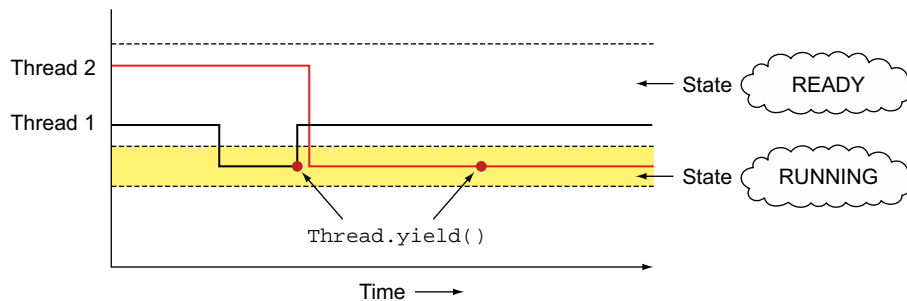 Thread 2
State
READY
Thread 1
State
RUNNING
Thread.yield()
Time